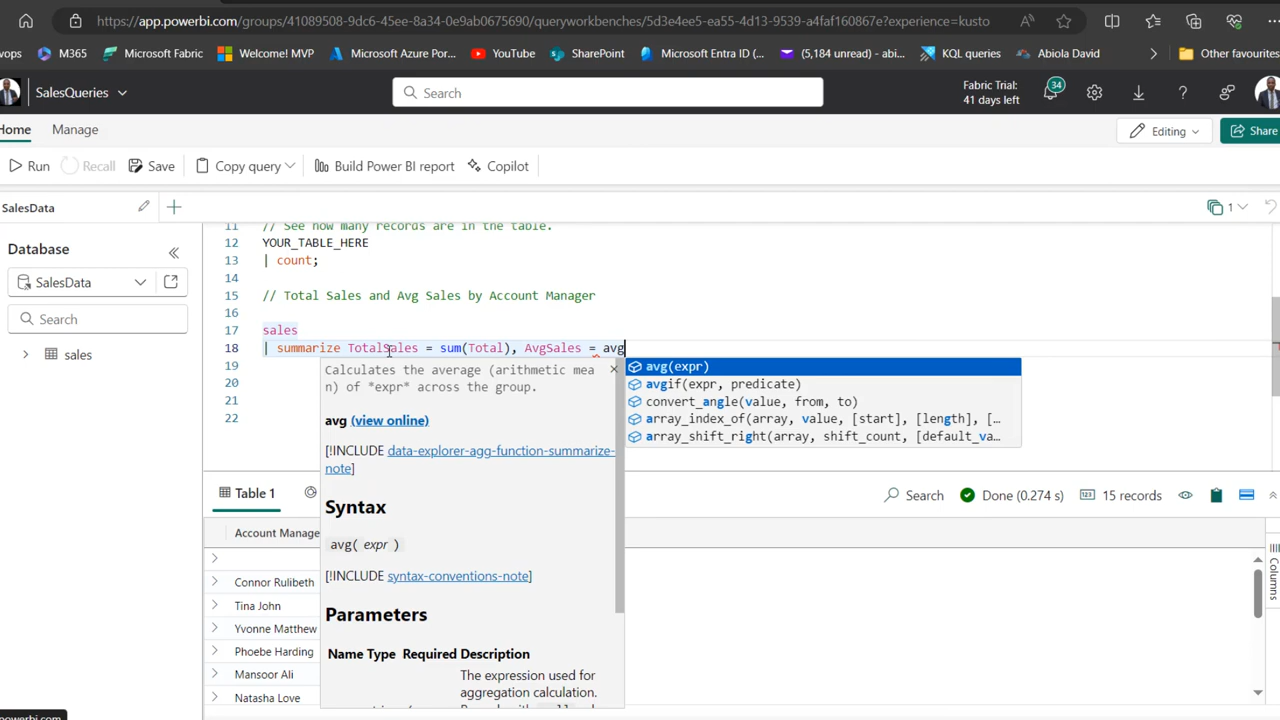 https://app.powerbi.com/groups/41089508-9dc6-45ee-8a34-0e9ab0675690/queryworkbenches/5d3e4ee5-ea55-4d13-9539-a4faf160867e?experience=kusto
vops M365 Microsoft Fabric Welcome! MVP Microsoft Azure Por... YouTube SharePoint Microsoft Entra ID (... (5,184 unread) - abi... KQL queries Abiola David Other favourites
SalesQueries Search Fabric Trial:
41 days left 34
Home Manage Editing Share
Run Recall Save Copy query Build Power BI report Copilot
SalesData 1
11 // See how many records are in the table.
Database 12 YOUR_TABLE_HERE
13 | count;
SalesData 14
15 // Total Sales and Avg Sales by Account Manager
Search 16
17 sales
sales 18 | summarize TotalSales = sum(Total), AvgSales = avg
19
20
21
22
Calculates the average (arithmetic mea
n) of *expr* across the group.
avg (view online)
[!INCLUDE data-explorer-agg-function-summarize-
note]
Syntax
avg( expr )
[!INCLUDE syntax-conventions-note]
Parameters
Name Type Required Description
The expression used for
aggregation calculation.
avg(expr)
avgif(expr, predicate)
convert_angle(value, from, to)
array_index_of(array, value, [start], [length], [...
array_shift_right(array, shift_count, [default_va...
Table 1 Search Done (0.274 s) 15 records
Account Manage
Columns
Connor Rulibeth
Tina John
Yvonne Matthew
Phoebe Harding
Mansoor Ali
Natasha Love
powerbi.com